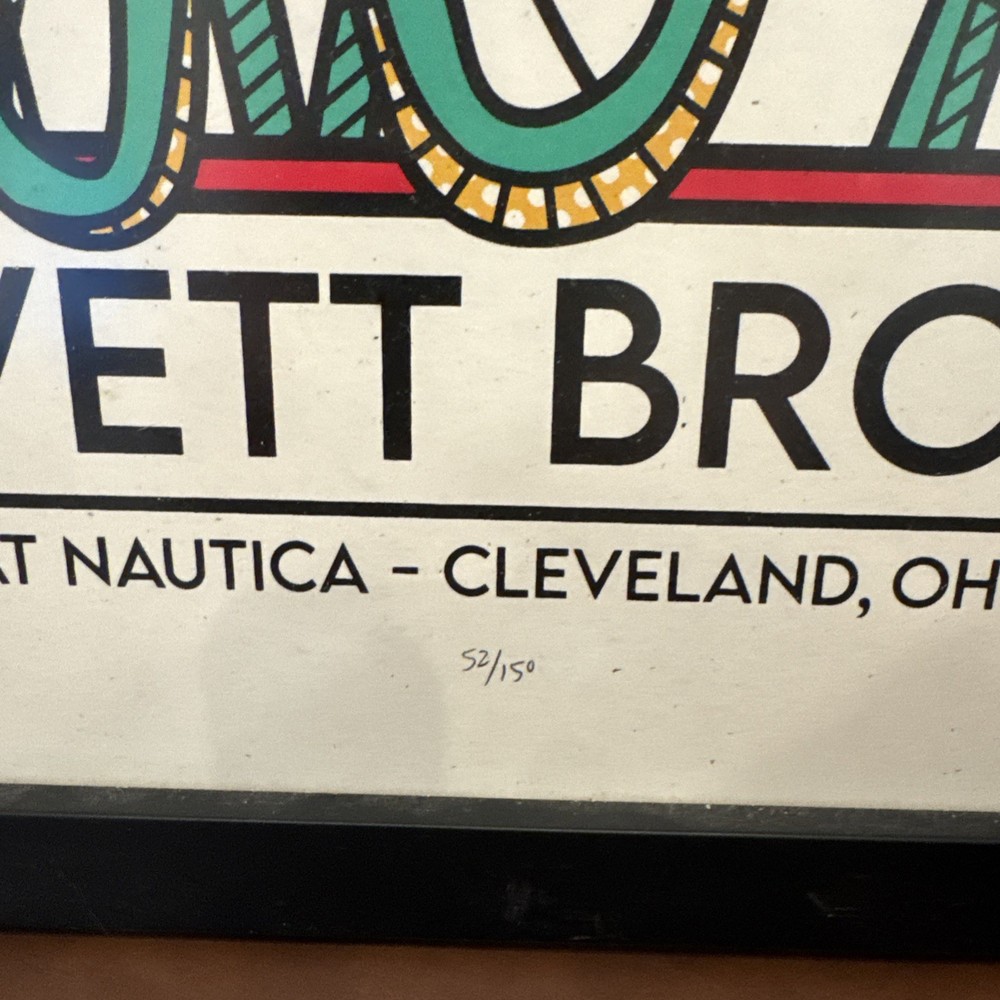 VETT BRO
AT NAUTICA – CLEVELAND, OH
52/150